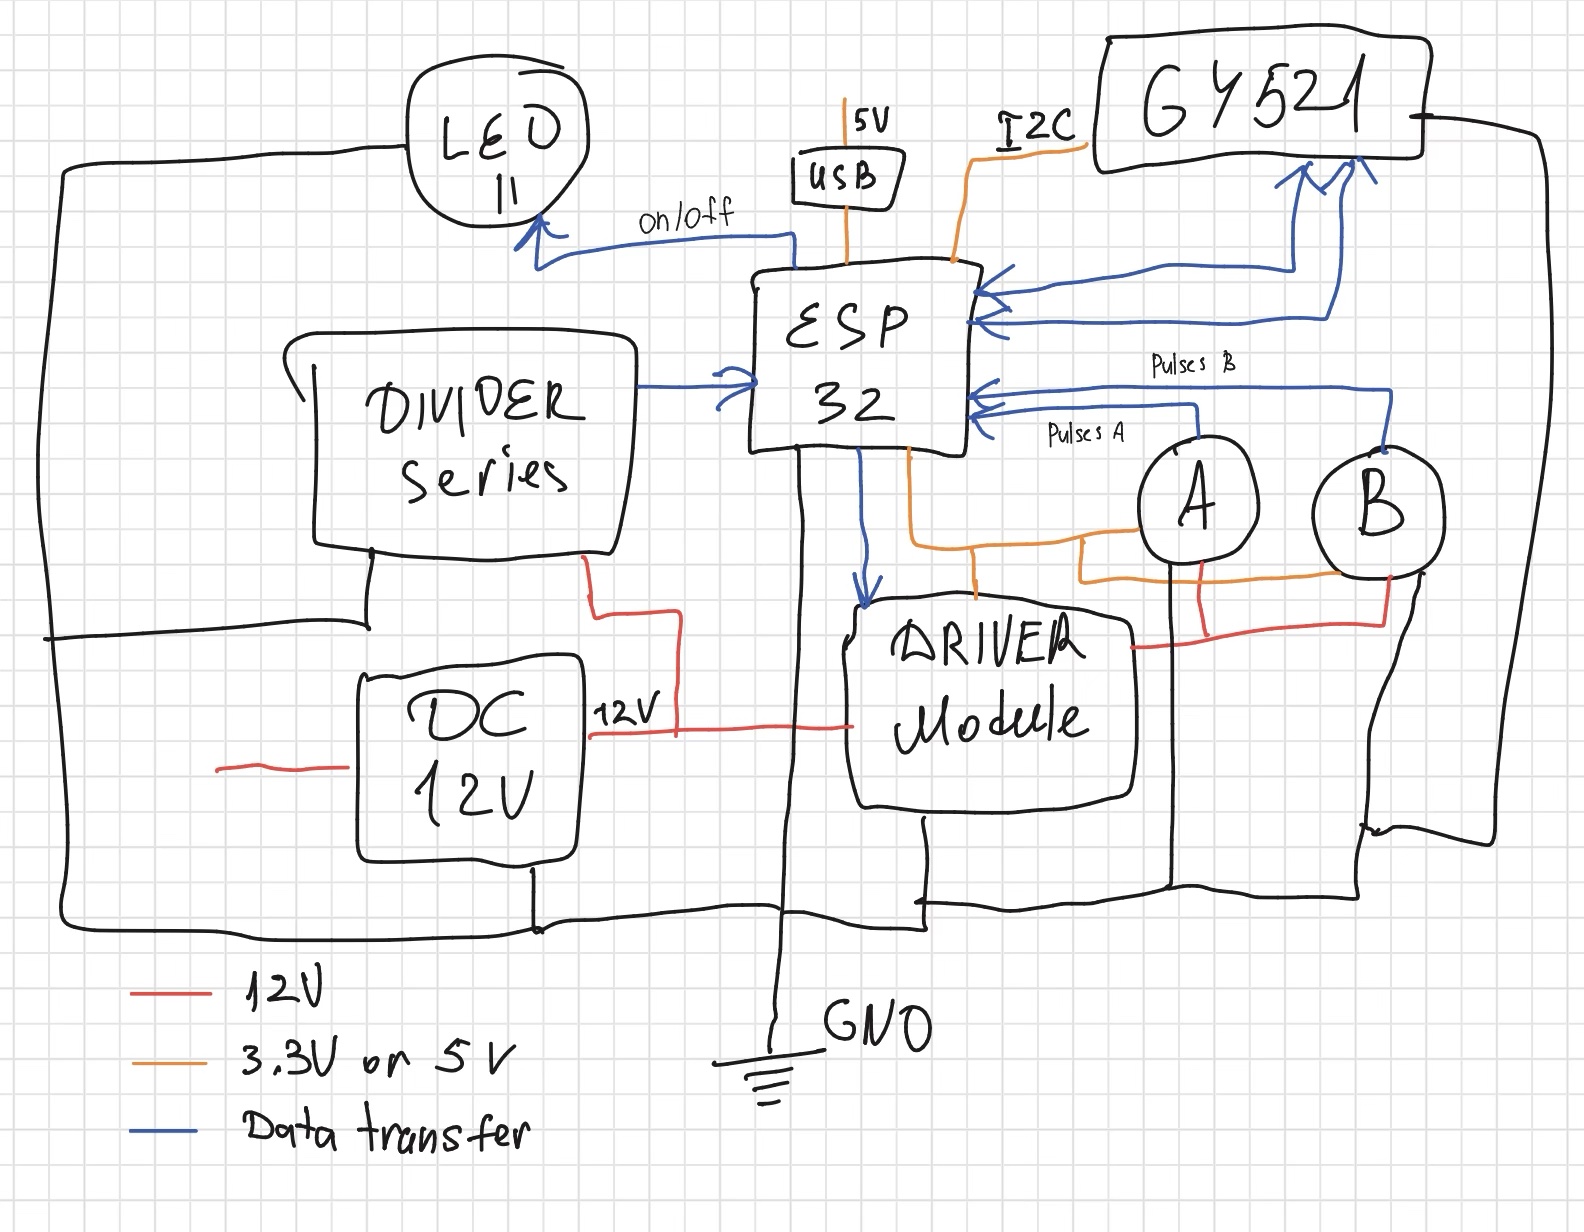 LED
5V
USB
I2C
GY521
on/off
ESP
32
DIVIDER
Series
Pulses B
Pulses A
A
B
DC
12V
12V
DRIVER
Module
GND
12V
3.3V or 5V
Data transfer